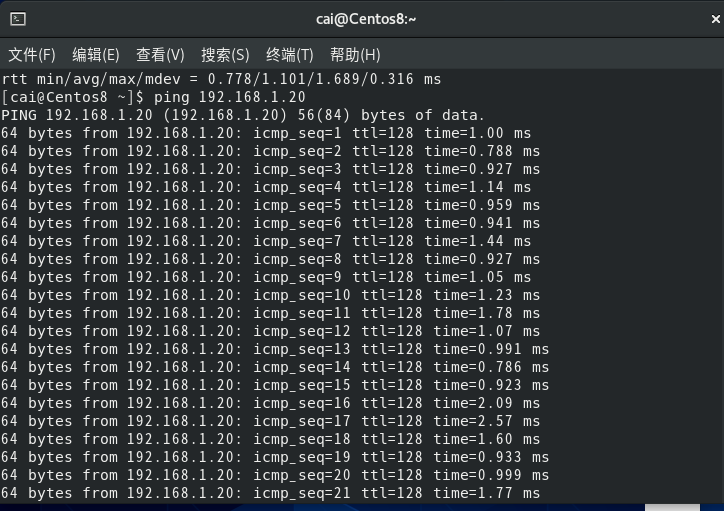 cai@Centos8:~
文件(F) 编辑(E) 查看(V) 搜索(S) 终端(T) 帮助(H)
rtt min/avg/max/mdev = 0.778/1.101/1.689/0.316 ms
[cai@Centos8 ~]$ ping 192.168.1.20
PING 192.168.1.20 (192.168.1.20) 56(84) bytes of data.
64 bytes from 192.168.1.20: icmp_seq=1 ttl=128 time=1.00 ms
64 bytes from 192.168.1.20: icmp_seq=2 ttl=128 time=0.788 ms
64 bytes from 192.168.1.20: icmp_seq=3 ttl=128 time=0.927 ms
64 bytes from 192.168.1.20: icmp_seq=4 ttl=128 time=1.14 ms
64 bytes from 192.168.1.20: icmp_seq=5 ttl=128 time=0.959 ms
64 bytes from 192.168.1.20: icmp_seq=6 ttl=128 time=0.941 ms
64 bytes from 192.168.1.20: icmp_seq=7 ttl=128 time=1.44 ms
64 bytes from 192.168.1.20: icmp_seq=8 ttl=128 time=0.927 ms
64 bytes from 192.168.1.20: icmp_seq=9 ttl=128 time=1.05 ms
64 bytes from 192.168.1.20: icmp_seq=10 ttl=128 time=1.23 ms
64 bytes from 192.168.1.20: icmp_seq=11 ttl=128 time=1.78 ms
64 bytes from 192.168.1.20: icmp_seq=12 ttl=128 time=1.07 ms
64 bytes from 192.168.1.20: icmp_seq=13 ttl=128 time=0.991 ms
64 bytes from 192.168.1.20: icmp_seq=14 ttl=128 time=0.786 ms
64 bytes from 192.168.1.20: icmp_seq=15 ttl=128 time=0.923 ms
64 bytes from 192.168.1.20: icmp_seq=16 ttl=128 time=2.09 ms
64 bytes from 192.168.1.20: icmp_seq=17 ttl=128 time=2.57 ms
64 bytes from 192.168.1.20: icmp_seq=18 ttl=128 time=1.60 ms
64 bytes from 192.168.1.20: icmp_seq=19 ttl=128 time=0.933 ms
64 bytes from 192.168.1.20: icmp_seq=20 ttl=128 time=0.999 ms
64 bytes from 192.168.1.20: icmp_seq=21 ttl=128 time=1.77 ms